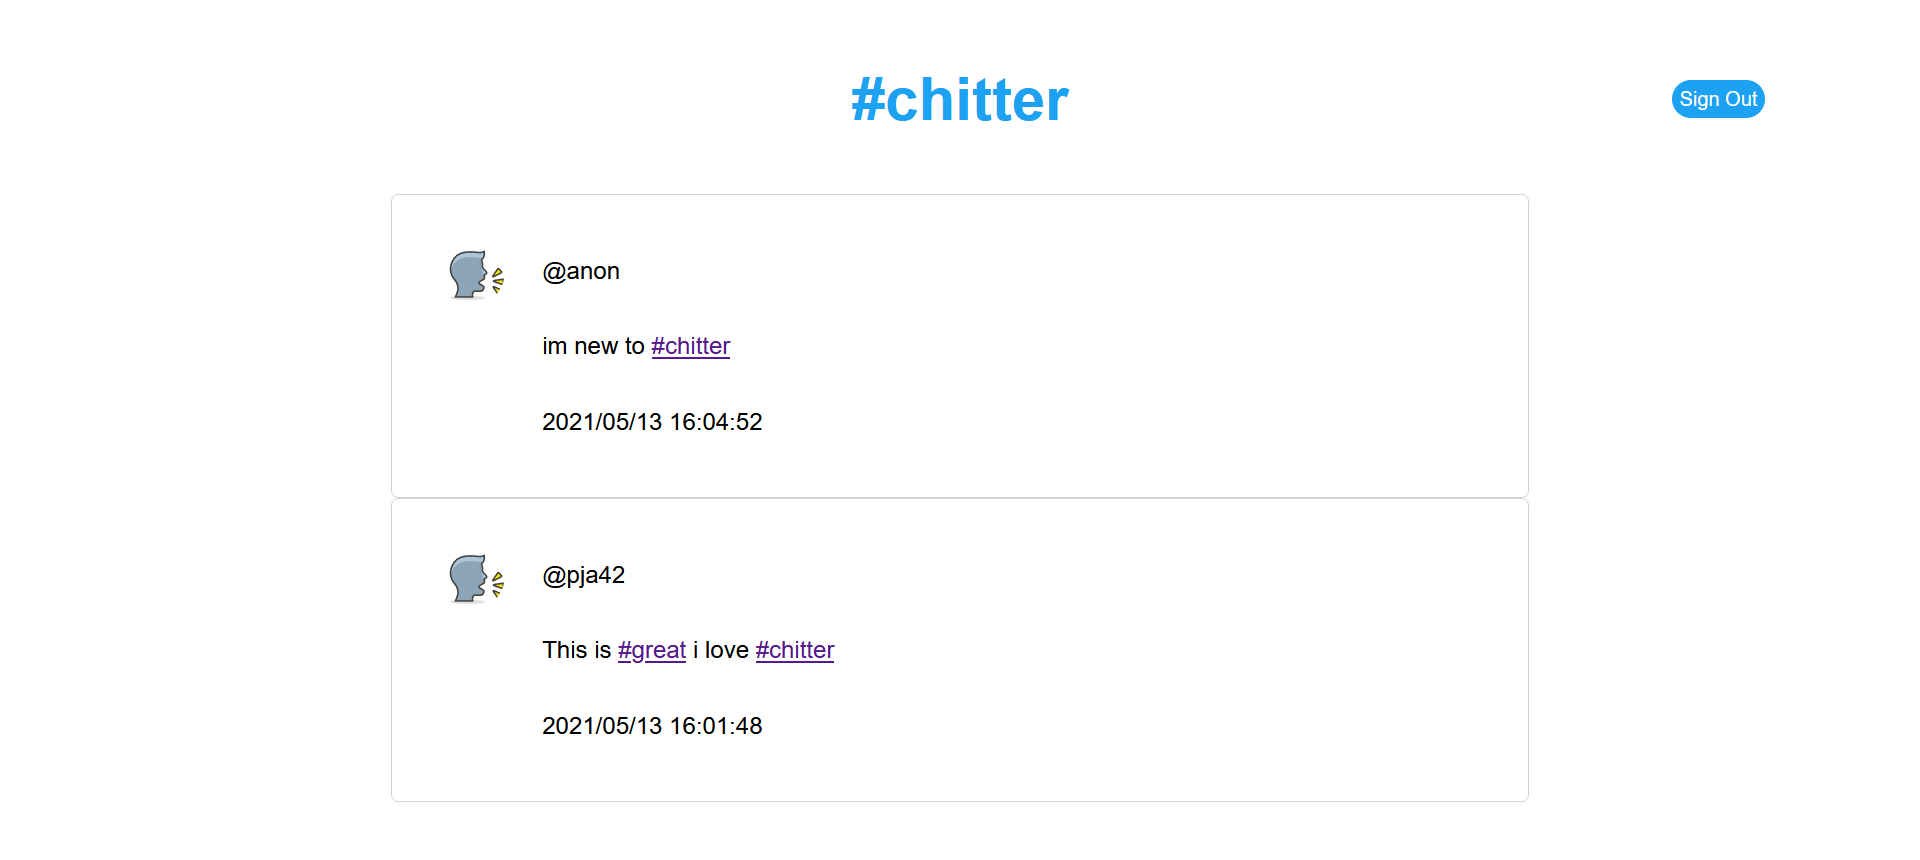 #chitter
Sign Out
@anon
im new to #chitter
2021/05/13 16:04:52
@pja42
This is #great i love #chitter
2021/05/13 16:01:48